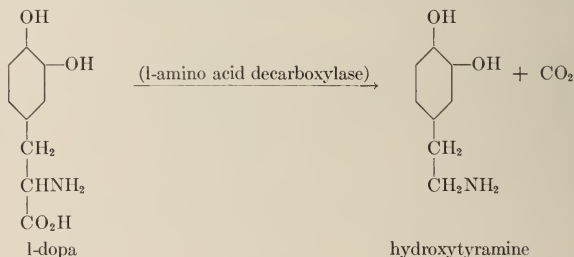 OH
OH
—OH
—OH
(l-amino acid decarboxylase)
+ CO₂
CH₂
CH₂
CHNH₂
CH₂NH₂
CO₂H
l-dopa
hydroxytyramine